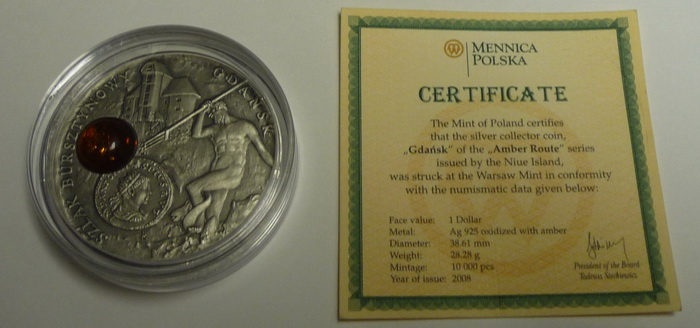 SZLAK BURSZTYNOWY
GDAŃSK
MENNICA
POLSKA
CERTIFICATE
The Mint of Poland certifies
that the silver collector coin,
„Gdańsk" of the „Amber Route" series
issued by the Niue Island,
was struck at the Warsaw Mint in conformity
with the numismatic data given below:
Face value: 1 Dollar
Metal: Ag 925 oxidized with amber
Diameter: 38.61 mm
Weight: 28.28 g
Mintage: 10 000 pcs
Year of issue: 2008
President of the Board
Tadeusz Steckiewicz